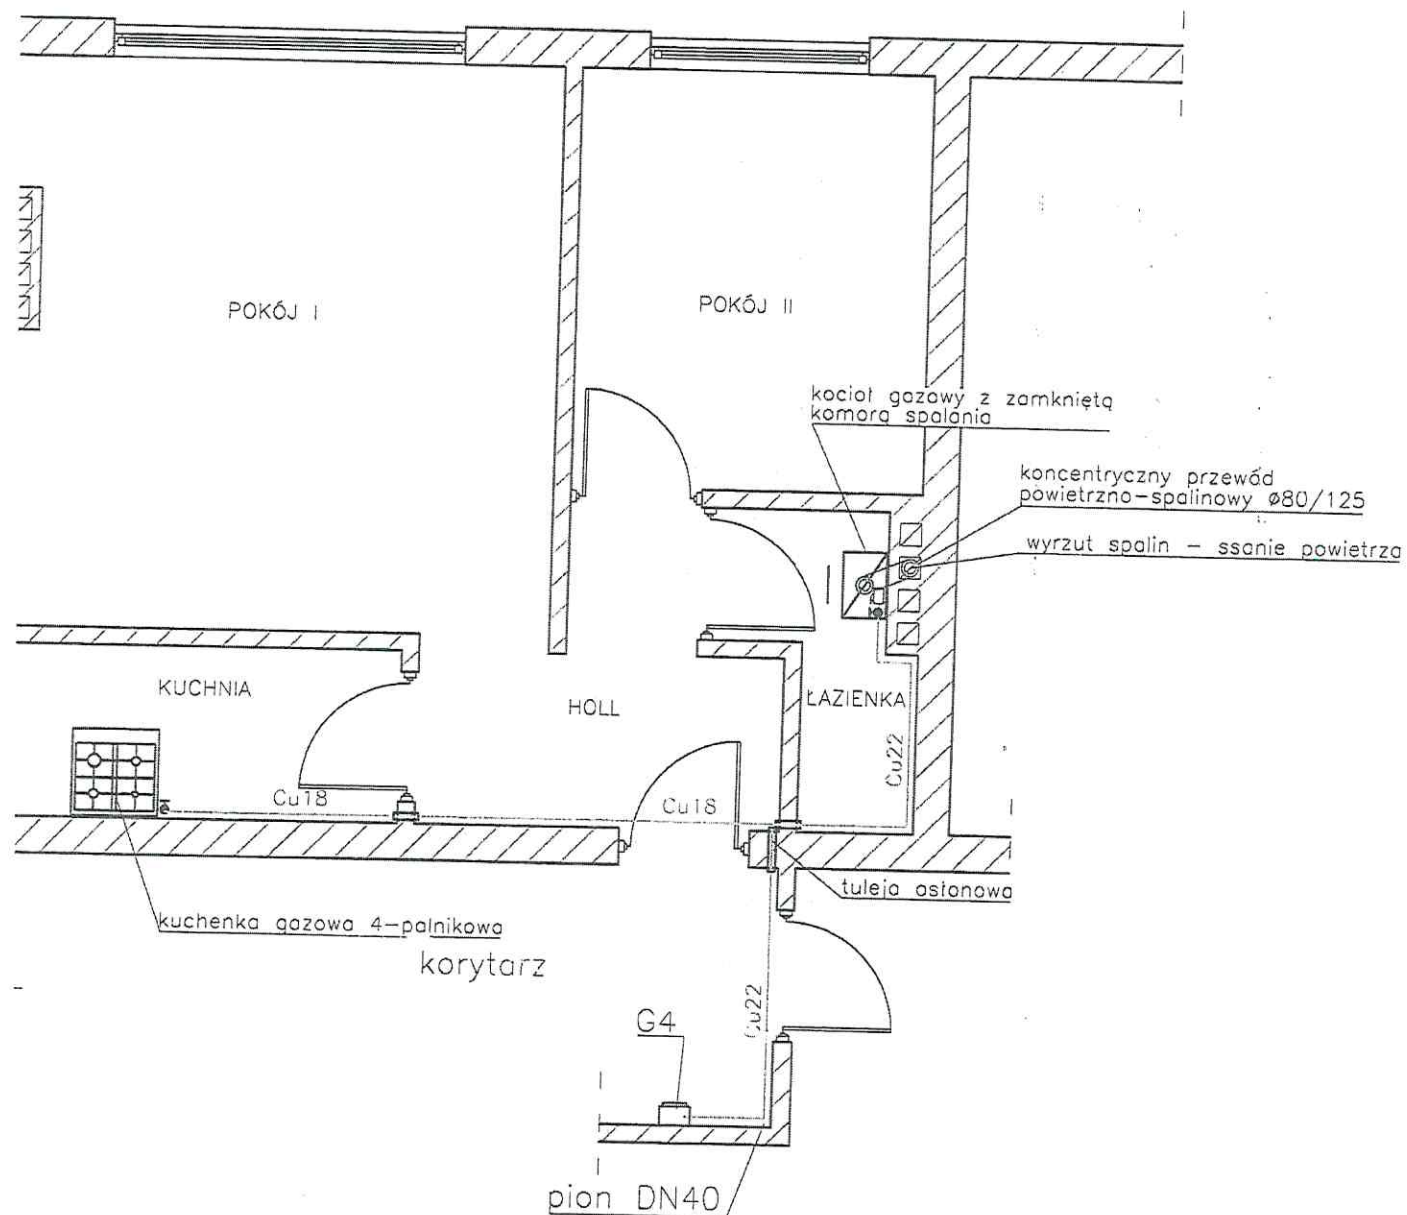 POKÓJ I
POKÓJ II
kocioł gazowy z zamkniętą
komorą spalania
koncentryczny przewód
powietrzno-spalinowy ø80/125
wyrzut spalin – ssanie powietrza
KUCHNIA
HOLL
ŁAZIENKA
Cu22
Cu18
Cu18
tuleja osłonowa
kuchenka gazowa 4-palnikowa
korytarz
Cu22
G4
pion DN40